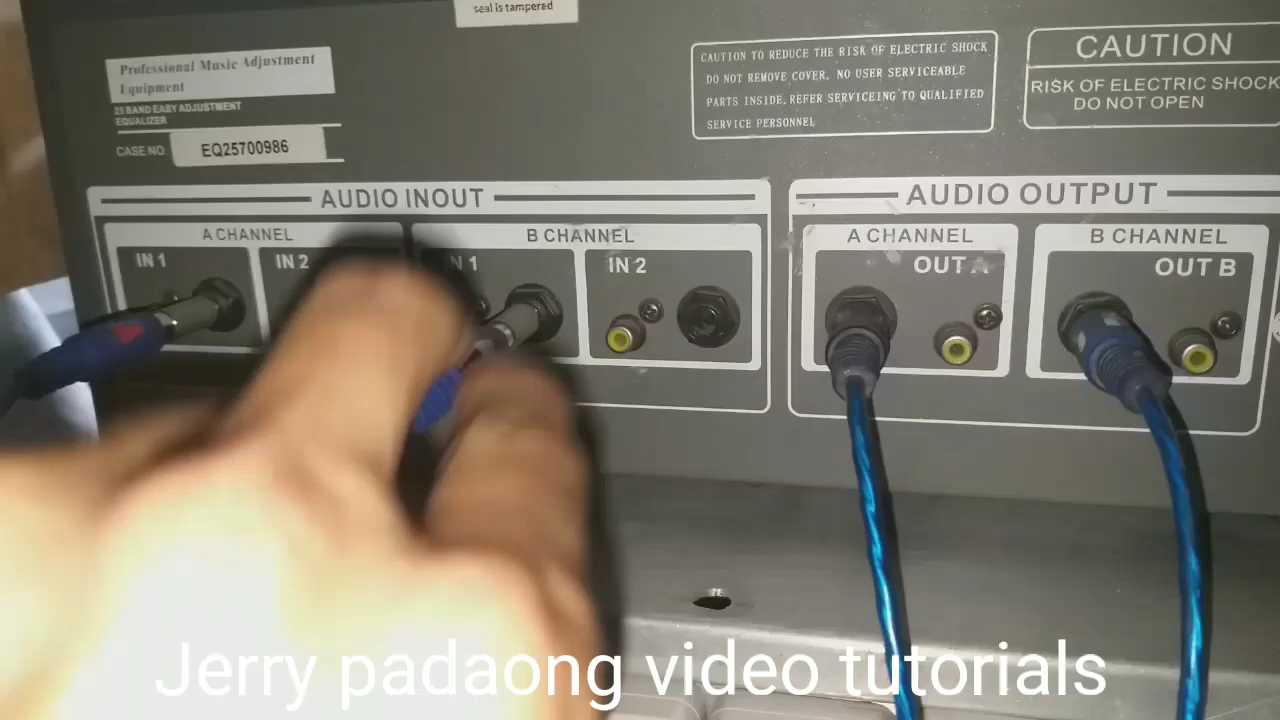 seal is tampered
Professional Music Adjustment
Equipment
25 BAND EASY ADJUSTMENT
EQUALIZER
CASE NO:
EQ25700986
CAUTION TO REDUCE THE RISK OF ELECTRIC SHOCK
DO NOT REMOVE COVER, NO USER SERVICEABLE
PARTS INSIDE, REFER SERVICEING TO QUALIFIED
SERVICE PERSONNEL
CAUTION
RISK OF ELECTRIC SHOCK
DO NOT OPEN
AUDIO INOUT
A CHANNEL
IN 1
IN 2
B CHANNEL
IN 1
IN 2
AUDIO OUTPUT
A CHANNEL
OUT A
B CHANNEL
OUT B
Jerry padaong video tutorials